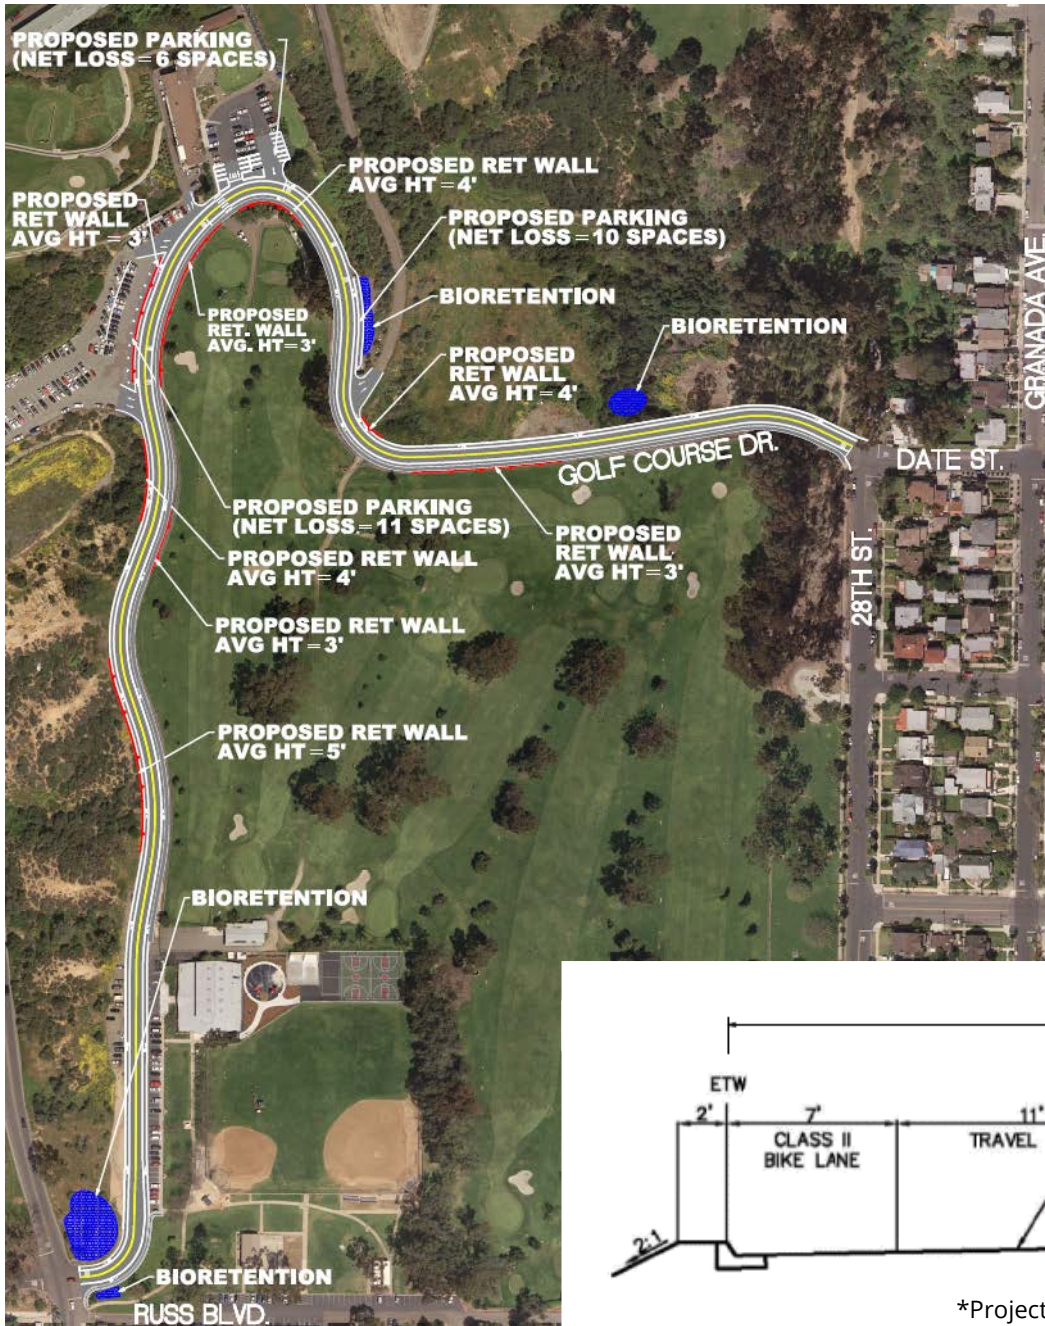 PROPOSED PARKING
(NET LOSS=6 SPACES)
PROPOSED RET WALL
AVG HT=4'
PROPOSED
RET WALL
AVG HT=3'
PROPOSED PARKING
(NET LOSS=10 SPACES)
GRANADA AVE.
BIORETENTION
PROPOSED
RET. WALL
AVG. HT=3'
BIORETENTION
PROPOSED
RET WALL
AVG HT=4'
GOLF COURSE DR.
DATE ST.
PROPOSED PARKING
(NET LOSS=11 SPACES)
PROPOSED RET WALL
AVG HT=4'
PROPOSED
RET WALL
AVG HT=3'
28TH ST.
PROPOSED RET WALL
AVG HT=3'
PROPOSED RET WALL
AVG HT=5'
BIORETENTION
ETW
2' 7' 11'
CLASS II
BIKE LANE
TRAVEL
2:1
BIORETENTION
RUSS BLVD.
*Project